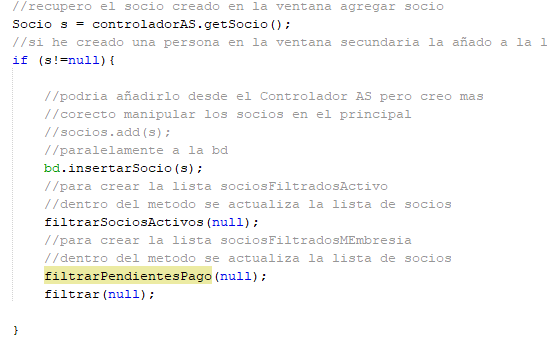 //recupero el socio creado en la ventana agregar socio
Socio s = controladorAS.getSocio();
//si he creado una persona en la ventana secundaria la añado a la l
if (s!=null){
//podria añadirlo desde el Controlador AS pero creo mas
//corecto manipular los socios en el principal
//socios.add(s);
//paralelamente a la bd
bd.insertarSocio(s);
//para crear la lista sociosFiltradosActivo
//dentro del metodo se actualiza la lista de socios
filtrarSociosActivos(null);
//para crear la lista sociosFiltradosMEmbresia
//dentro del metodo se actualiza la lista de socios
filtrarPendientesPago(null);
filtrar(null);
}